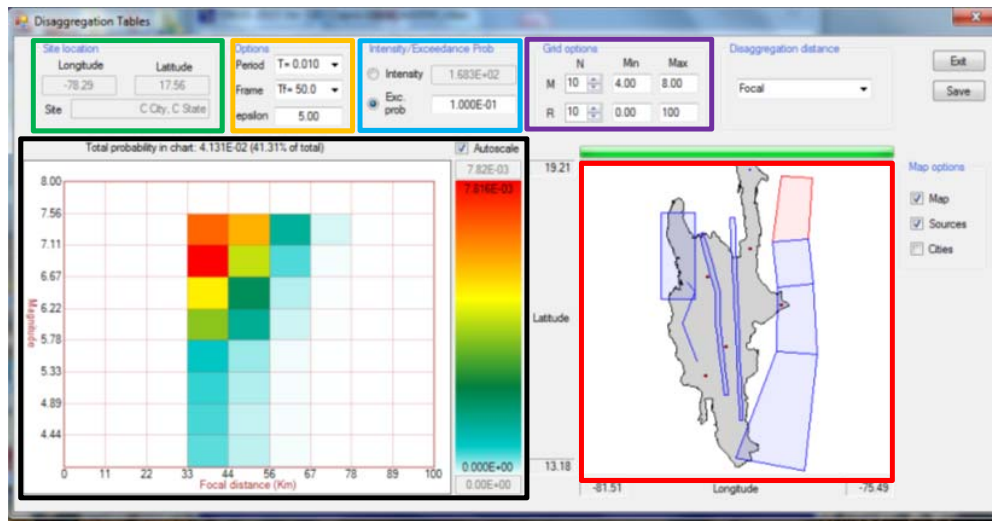 Disaggregation Tables
Site location
Longitude Latitude
-78.29 17.56
Site C City, C State
Options
Period T= 0.010
Frame Tf= 50.0
epsilon 5.00
Intensity/Exceedance Prob
Intensity 1.683E+02
Exc. prob 1.000E-01
Grid options
N Min Max
M 10 4.00 8.00
R 10 0.00 100
Disaggregation distance
Focal
Exit
Save
Total probability in chart: 4.131E-02 (41.31% of total)
Autoscale
7.82E-03
7.816E-03
0.000E+00
0.00E+00
8.00
7.56
7.11
6.67
6.22
5.78
5.33
4.89
4.44
Magnitude
0 11 22 33 44 56 67 78 89 100
Focal distance (Km)
19.21
Latitude
13.18
-81.51 Longitude -75.49
Map options
Map
Sources
Cities